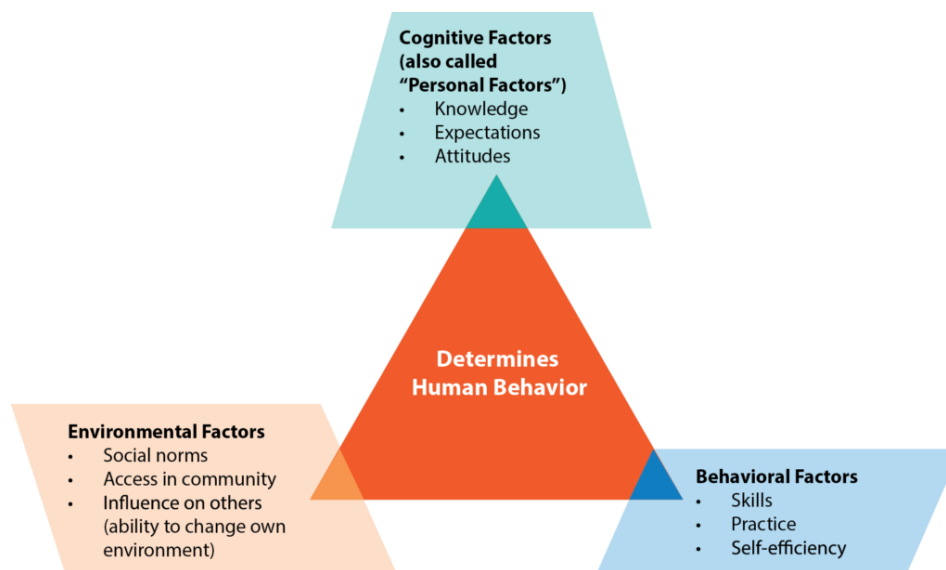 Cognitive Factors
(also called
“Personal Factors”)
• Knowledge
• Expectations
• Attitudes
Determines
Human Behavior
Environmental Factors
• Social norms
• Access in community
• Influence on others
(ability to change own
environment)
Behavioral Factors
• Skills
• Practice
• Self-efficiency